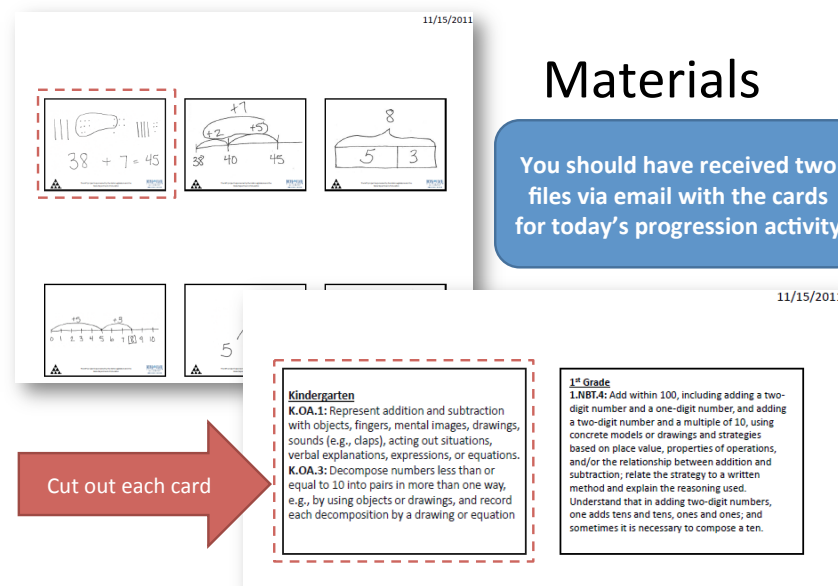 11/15/2011
Materials
You should have received two
files via email with the cards
for today's progression activity
38 + 7 = 45
+7
+2 +5
38 40 45
8
5 3
+5 +3
0 1 2 3 4 5 6 7 8 9 10
5
11/15/2011
Cut out each card
Kindergarten
K.OA.1: Represent addition and subtraction
with objects, fingers, mental images, drawings,
sounds (e.g., claps), acting out situations,
verbal explanations, expressions, or equations.
K.OA.3: Decompose numbers less than or
equal to 10 into pairs in more than one way,
e.g., by using objects or drawings, and record
each decomposition by a drawing or equation
1st Grade
1.NBT.4: Add within 100, including adding a two-
digit number and a one-digit number, and adding
a two-digit number and a multiple of 10, using
concrete models or drawings and strategies
based on place value, properties of operations,
and/or the relationship between addition and
subtraction; relate the strategy to a written
method and explain the reasoning used.
Understand that in adding two-digit numbers,
one adds tens and tens, ones and ones; and
sometimes it is necessary to compose a ten.